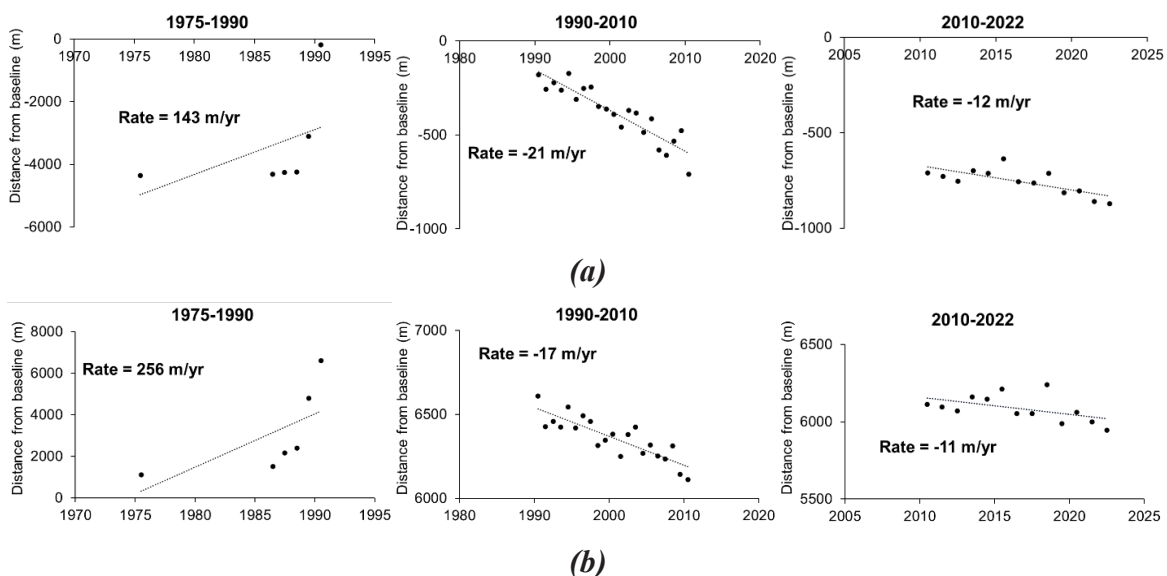 1975-1990
0
1970 1975 1980 1985 1990 1995
-2000
-4000
-6000
Distance from baseline (m)
Rate = 143 m/yr
1990-2010
0
1980 1990 2000 2010 2020
-500
-1000
Distance from baseline (m)
Rate = -21 m/yr
2010-2022
0
2005 2010 2015 2020 2025
-500
-1000
Distance from baseline (m)
Rate = -12 m/yr
(a)
1975-1990
8000
6000
4000
2000
0
1970 1975 1980 1985 1990 1995
Distance from baseline (m)
Rate = 256 m/yr
1990-2010
7000
6500
6000
1980 1990 2000 2010 2020
Distance from baseline (m)
Rate = -17 m/yr
2010-2022
6500
6000
5500
2005 2010 2015 2020 2025
Distance from baseline (m)
Rate = -11 m/yr
(b)